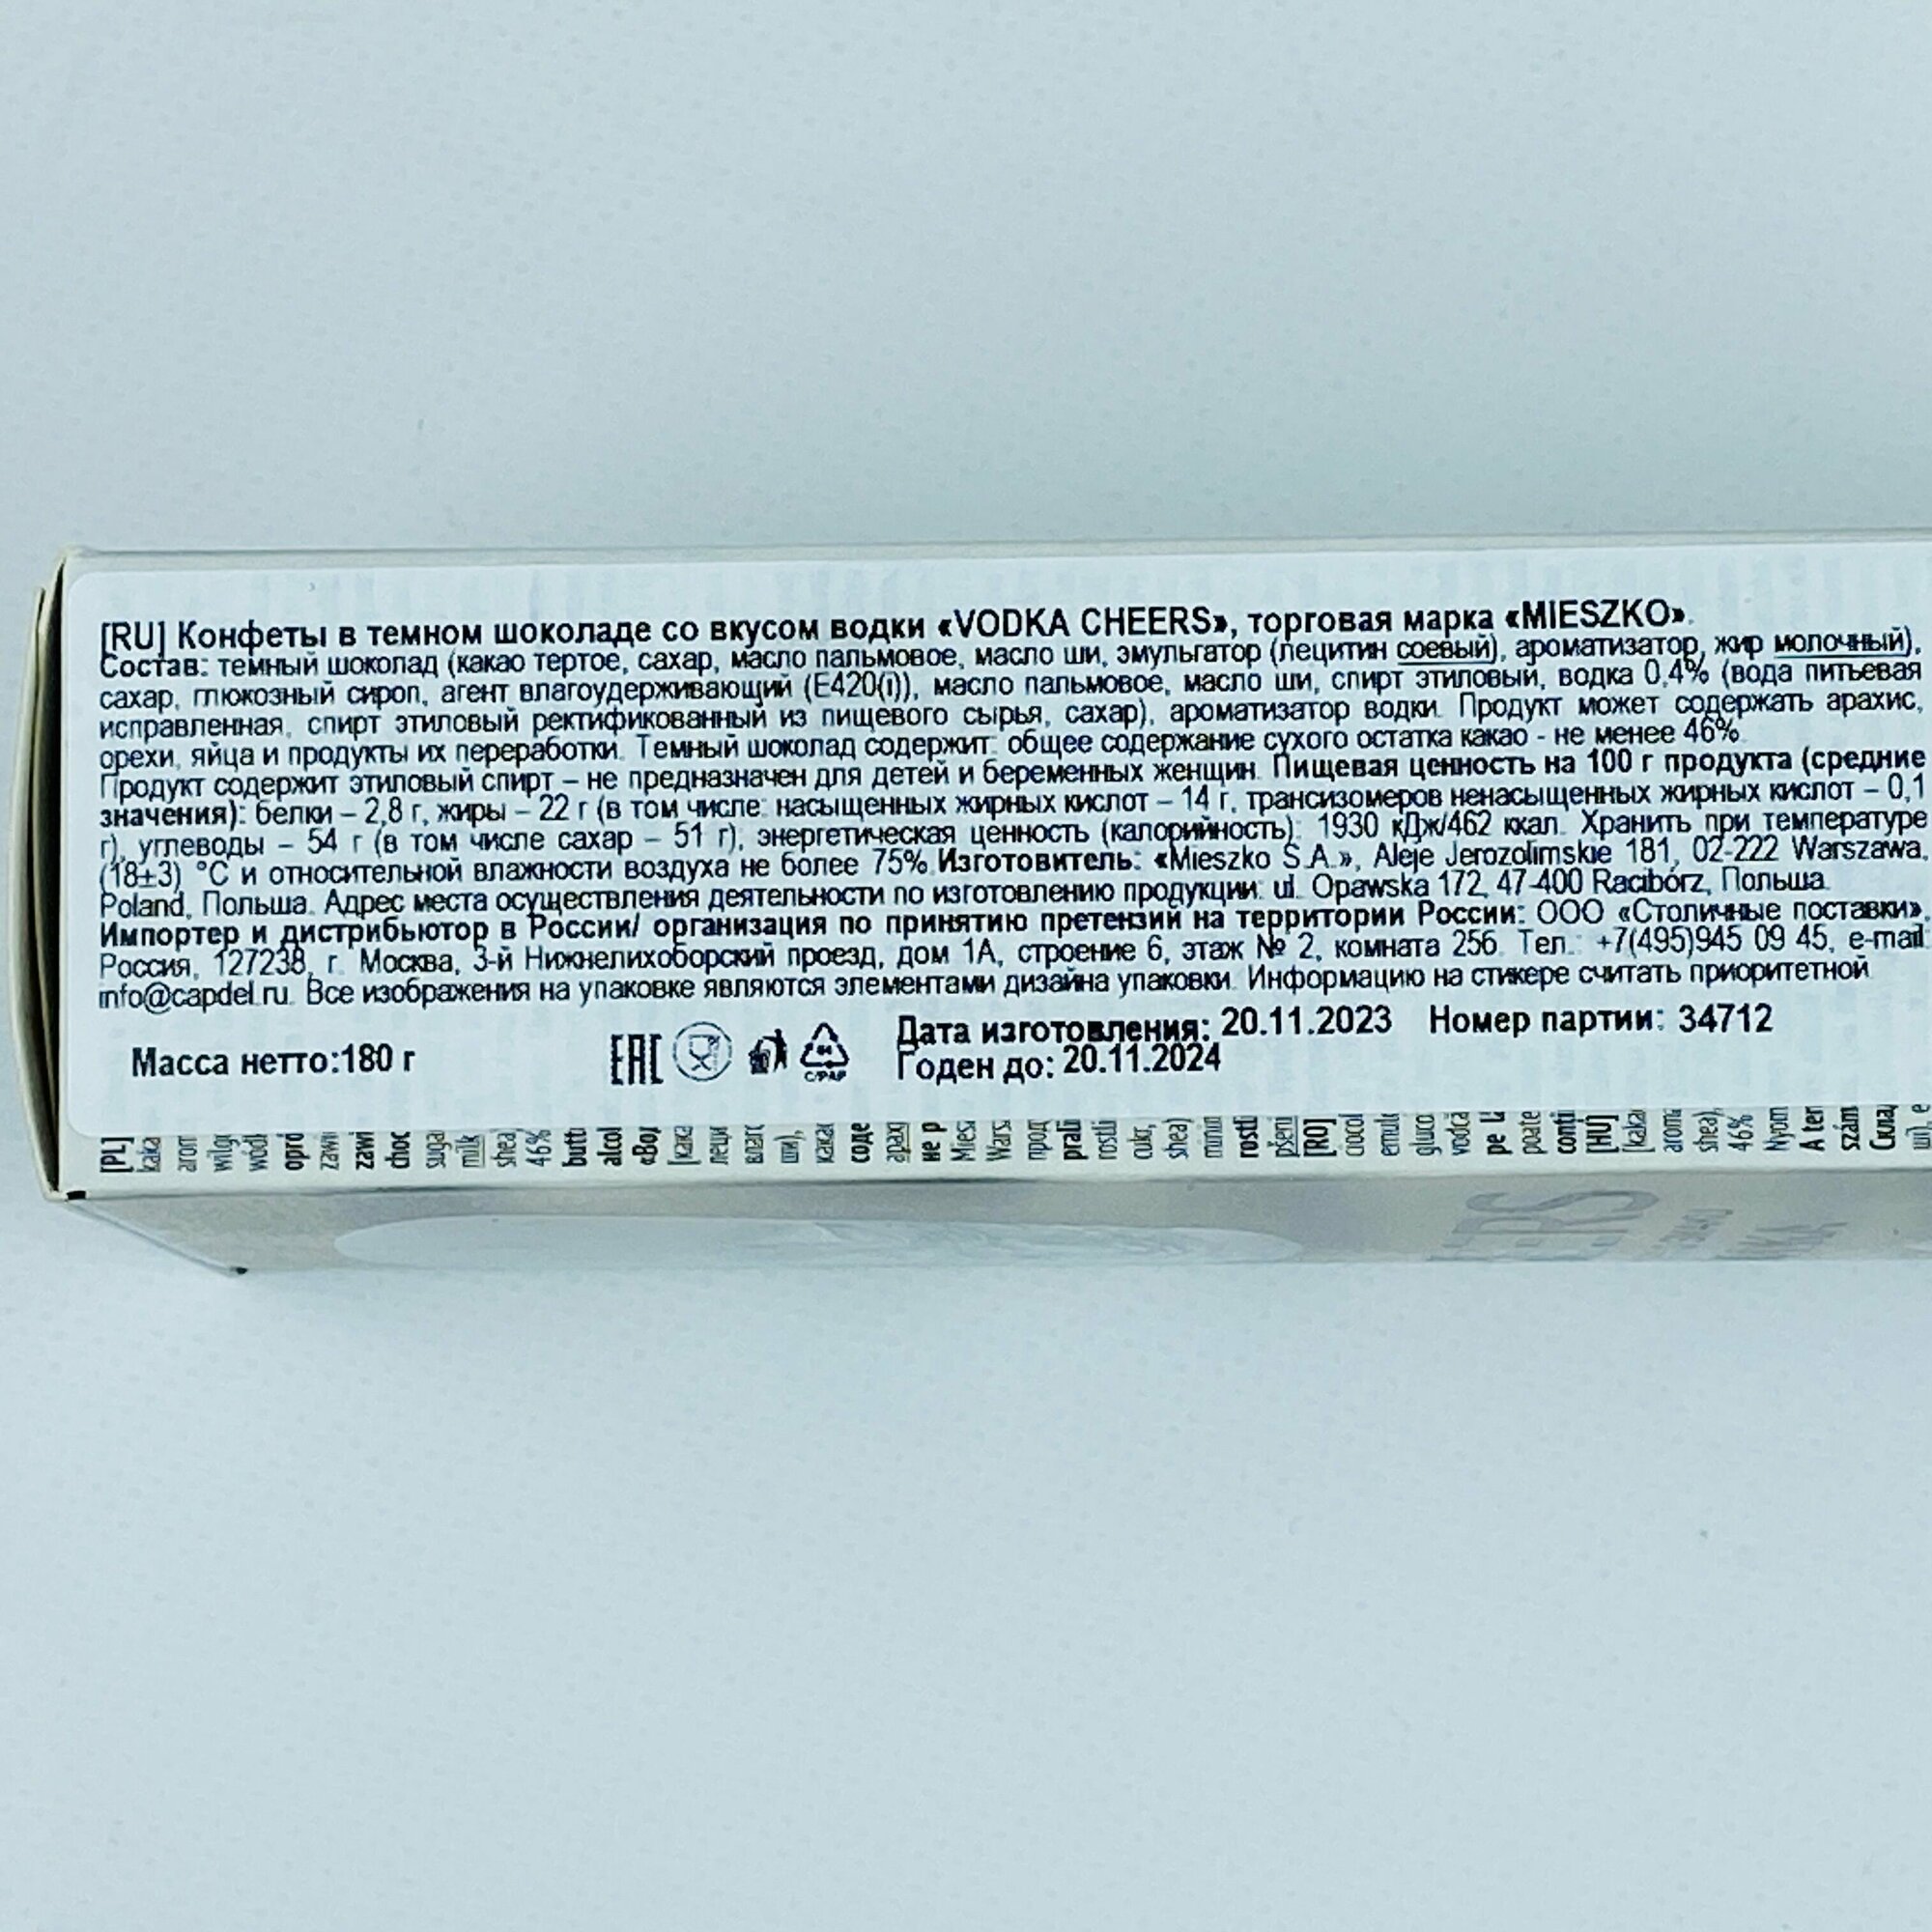 [RU] Конфеты в темном шоколаде со вкусом водки «VODKA CHEERS», торговая марка «MIESZKO».
Состав: темный шоколад (какао тертое, сахар, масло пальмовое, масло ши, эмульгатор (лецитин соевый), ароматизатор, жир молочный),
сахар, глюкозный сироп, агент влагоудерживающий (E420(i)), масло пальмовое, масло ши, спирт этиловый, водка 0,4% (вода питьевая
исправленная, спирт этиловый ректификованный из пищевого сырья, сахар), ароматизатор водки. Продукт может содержать арахис,
орехи, яйца и продукты их переработки. Темный шоколад содержит: общее содержание сухого остатка какао - не менее 46%.
Продукт содержит этиловый спирт – не предназначен для детей и беременных женщин. Пищевая ценность на 100 г продукта (средние
значения): белки – 2,8 г, жиры – 22 г (в том числе: насыщенных жирных кислот – 14 г, трансизомеров ненасыщенных жирных кислот – 0,1
г), углеводы – 54 г (в том числе сахар – 51 г); энергетическая ценность (калорийность): 1930 кДж/462 ккал. Хранить при температуре
(18±3) °C и относительной влажности воздуха не более 75%. Изготовитель: «Mieszko S.A.», Aleje Jerozolimskie 181, 02-222 Warszawa,
Poland, Польша. Адрес места осуществления деятельности по изготовлению продукции: ul. Opawska 172, 47-400 Racibórz, Польша.
Импортер и дистрибьютор в России/ организация по принятию претензий на территории России: ООО «Столичные поставки»,
Россия, 127238, г. Москва, 3-й Нижнелихоборский проезд, дом 1А, строение 6, этаж № 2, комната 256. Тел.: +7(495)945 09 45, e-mail:
info@capdel.ru. Все изображения на упаковке являются элементами дизайна упаковки. Информацию на стикере считать приоритетной.
Масса нетто:180 г
EAC
C/PAP
Дата изготовления: 20.11.2023 Номер партии: 34712
Годен до: 20.11.2024
[PL]
[RO]
[HU]